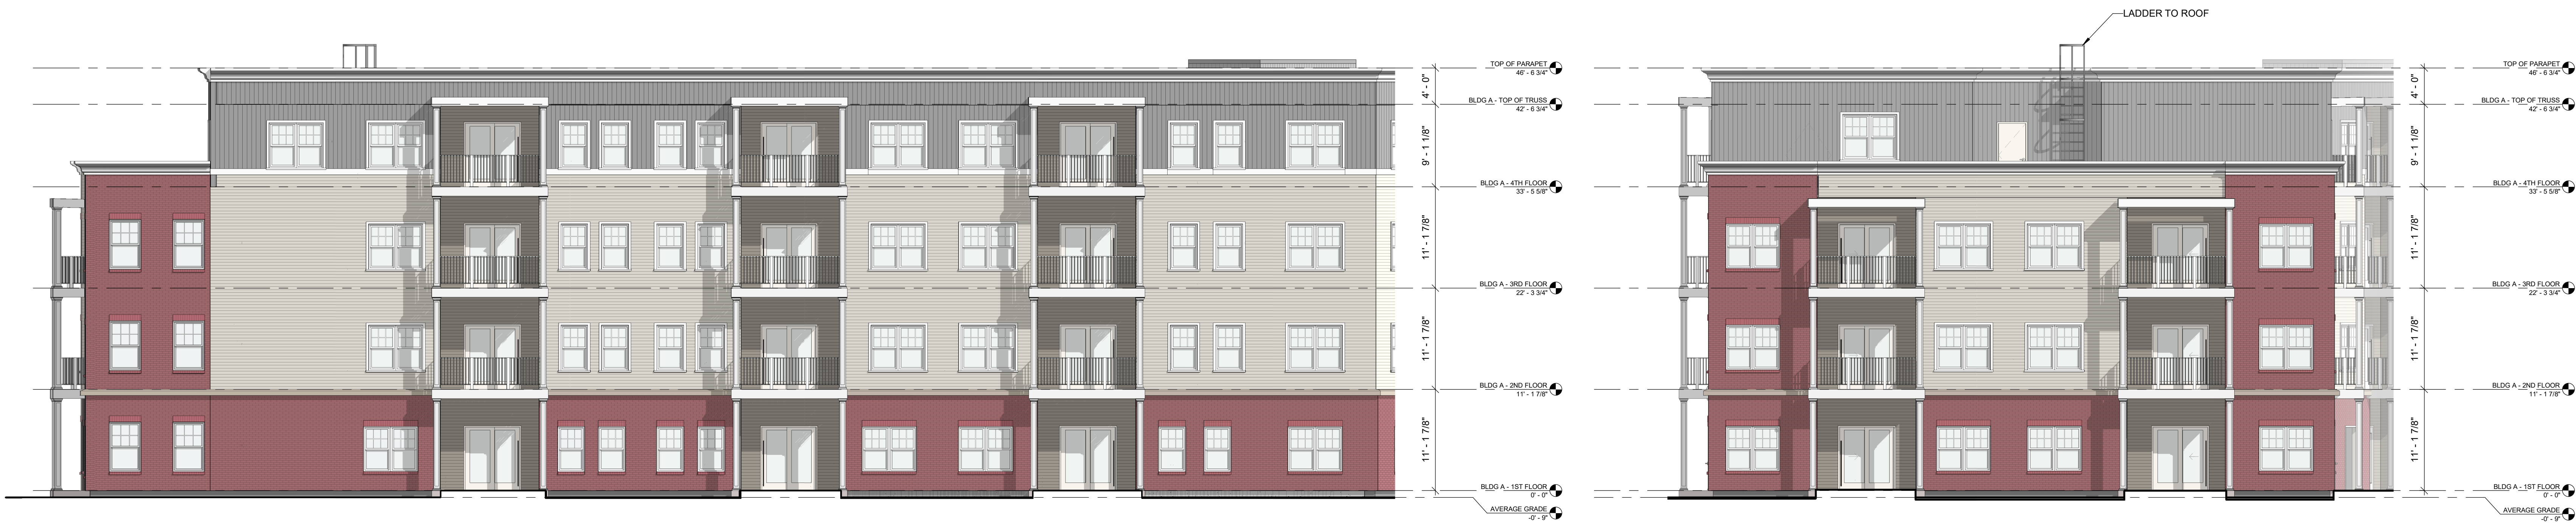 LADDER TO ROOF
TOP OF PARAPET
46' - 6 3/4"
4' - 0"
BLDG A - TOP OF TRUSS
42' - 6 3/4"
9' - 1 1/8"
BLDG A - 4TH FLOOR
33' - 5 5/8"
11' - 1 7/8"
BLDG A - 3RD FLOOR
22' - 3 3/4"
11' - 1 7/8"
BLDG A - 2ND FLOOR
11' - 1 7/8"
11' - 1 7/8"
BLDG A - 1ST FLOOR
0' - 0"
AVERAGE GRADE
-0' - 9"
TOP OF PARAPET
46' - 6 3/4"
4' - 0"
BLDG A - TOP OF TRUSS
42' - 6 3/4"
9' - 1 1/8"
BLDG A - 4TH FLOOR
33' - 5 5/8"
11' - 1 7/8"
BLDG A - 3RD FLOOR
22' - 3 3/4"
11' - 1 7/8"
BLDG A - 2ND FLOOR
11' - 1 7/8"
11' - 1 7/8"
BLDG A - 1ST FLOOR
0' - 0"
AVERAGE GRADE
-0' - 9"